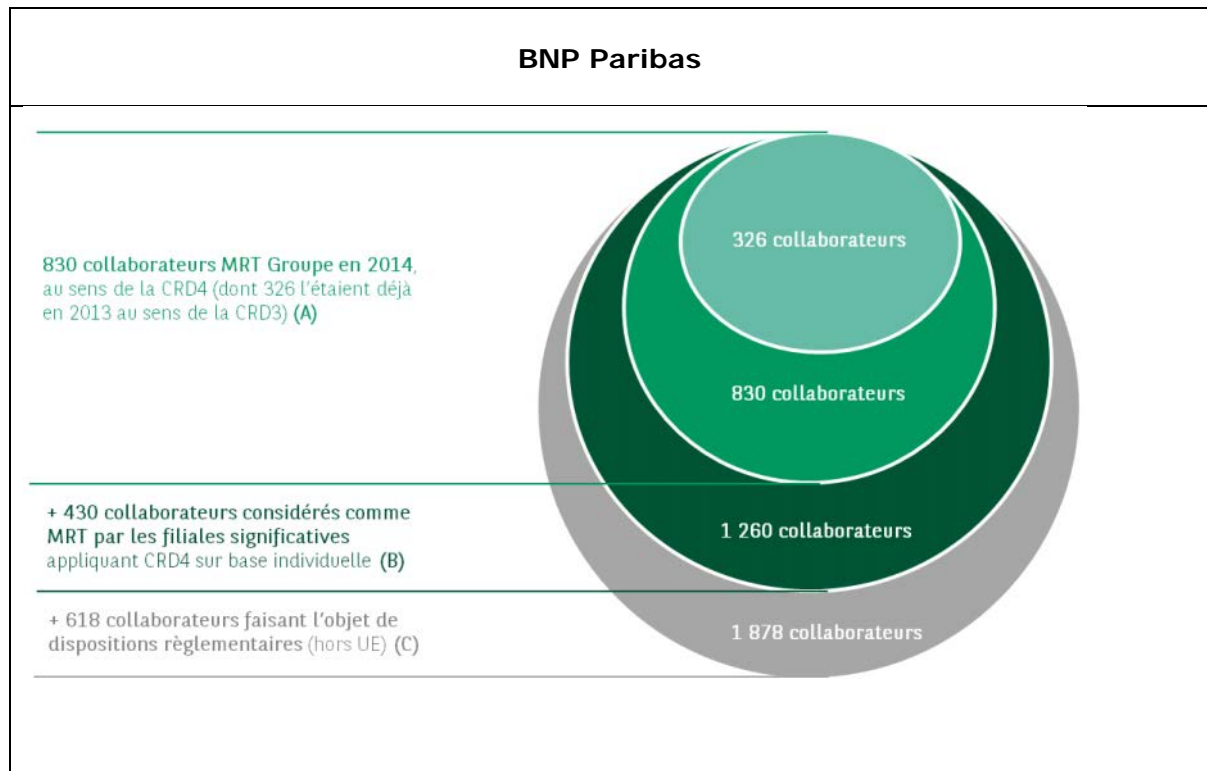 BNP Paribas
830 collaborateurs MRT Groupe en 2014,
au sens de la CRD4 (dont 326 l'étaient déjà
en 2013 au sens de la CRD3) (A)
+ 430 collaborateurs considérés comme
MRT par les filiales significatives
appliquant CRD4 sur base individuelle (B)
+ 618 collaborateurs faisant l'objet de
dispositions règlementaires (hors UE) (C)
326 collaborateurs
830 collaborateurs
1 260 collaborateurs
1 878 collaborateurs